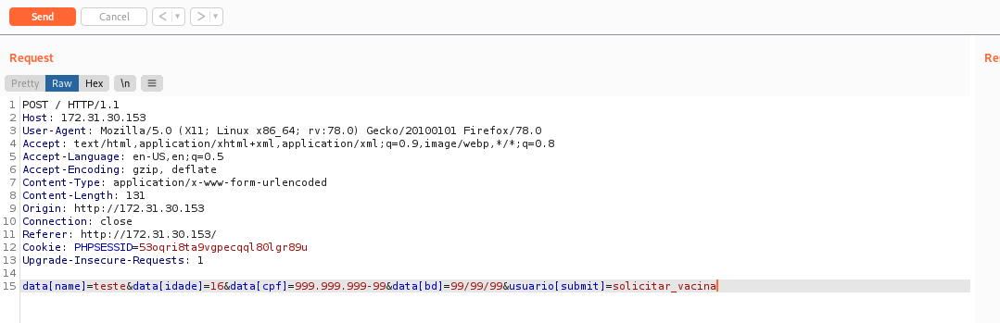 Send Cancel < ▾ > ▾
Request Re
Pretty Raw Hex \n ≡
1 POST / HTTP/1.1
2 Host: 172.31.30.153
3 User-Agent: Mozilla/5.0 (X11; Linux x86_64; rv:78.0) Gecko/20100101 Firefox/78.0
4 Accept: text/html,application/xhtml+xml,application/xml;q=0.9,image/webp,*/*;q=0.8
5 Accept-Language: en-US,en;q=0.5
6 Accept-Encoding: gzip, deflate
7 Content-Type: application/x-www-form-urlencoded
8 Content-Length: 131
9 Origin: http://172.31.30.153
10 Connection: close
11 Referer: http://172.31.30.153/
12 Cookie: PHPSESSID=53oqri8ta9vgpecqql80lgr89u
13 Upgrade-Insecure-Requests: 1
14
15 data[name]=teste&data[idade]=16&data[cpf]=999.999.999-99&data[bd]=99/99/99&usuario[submit]=solicitar_vacina